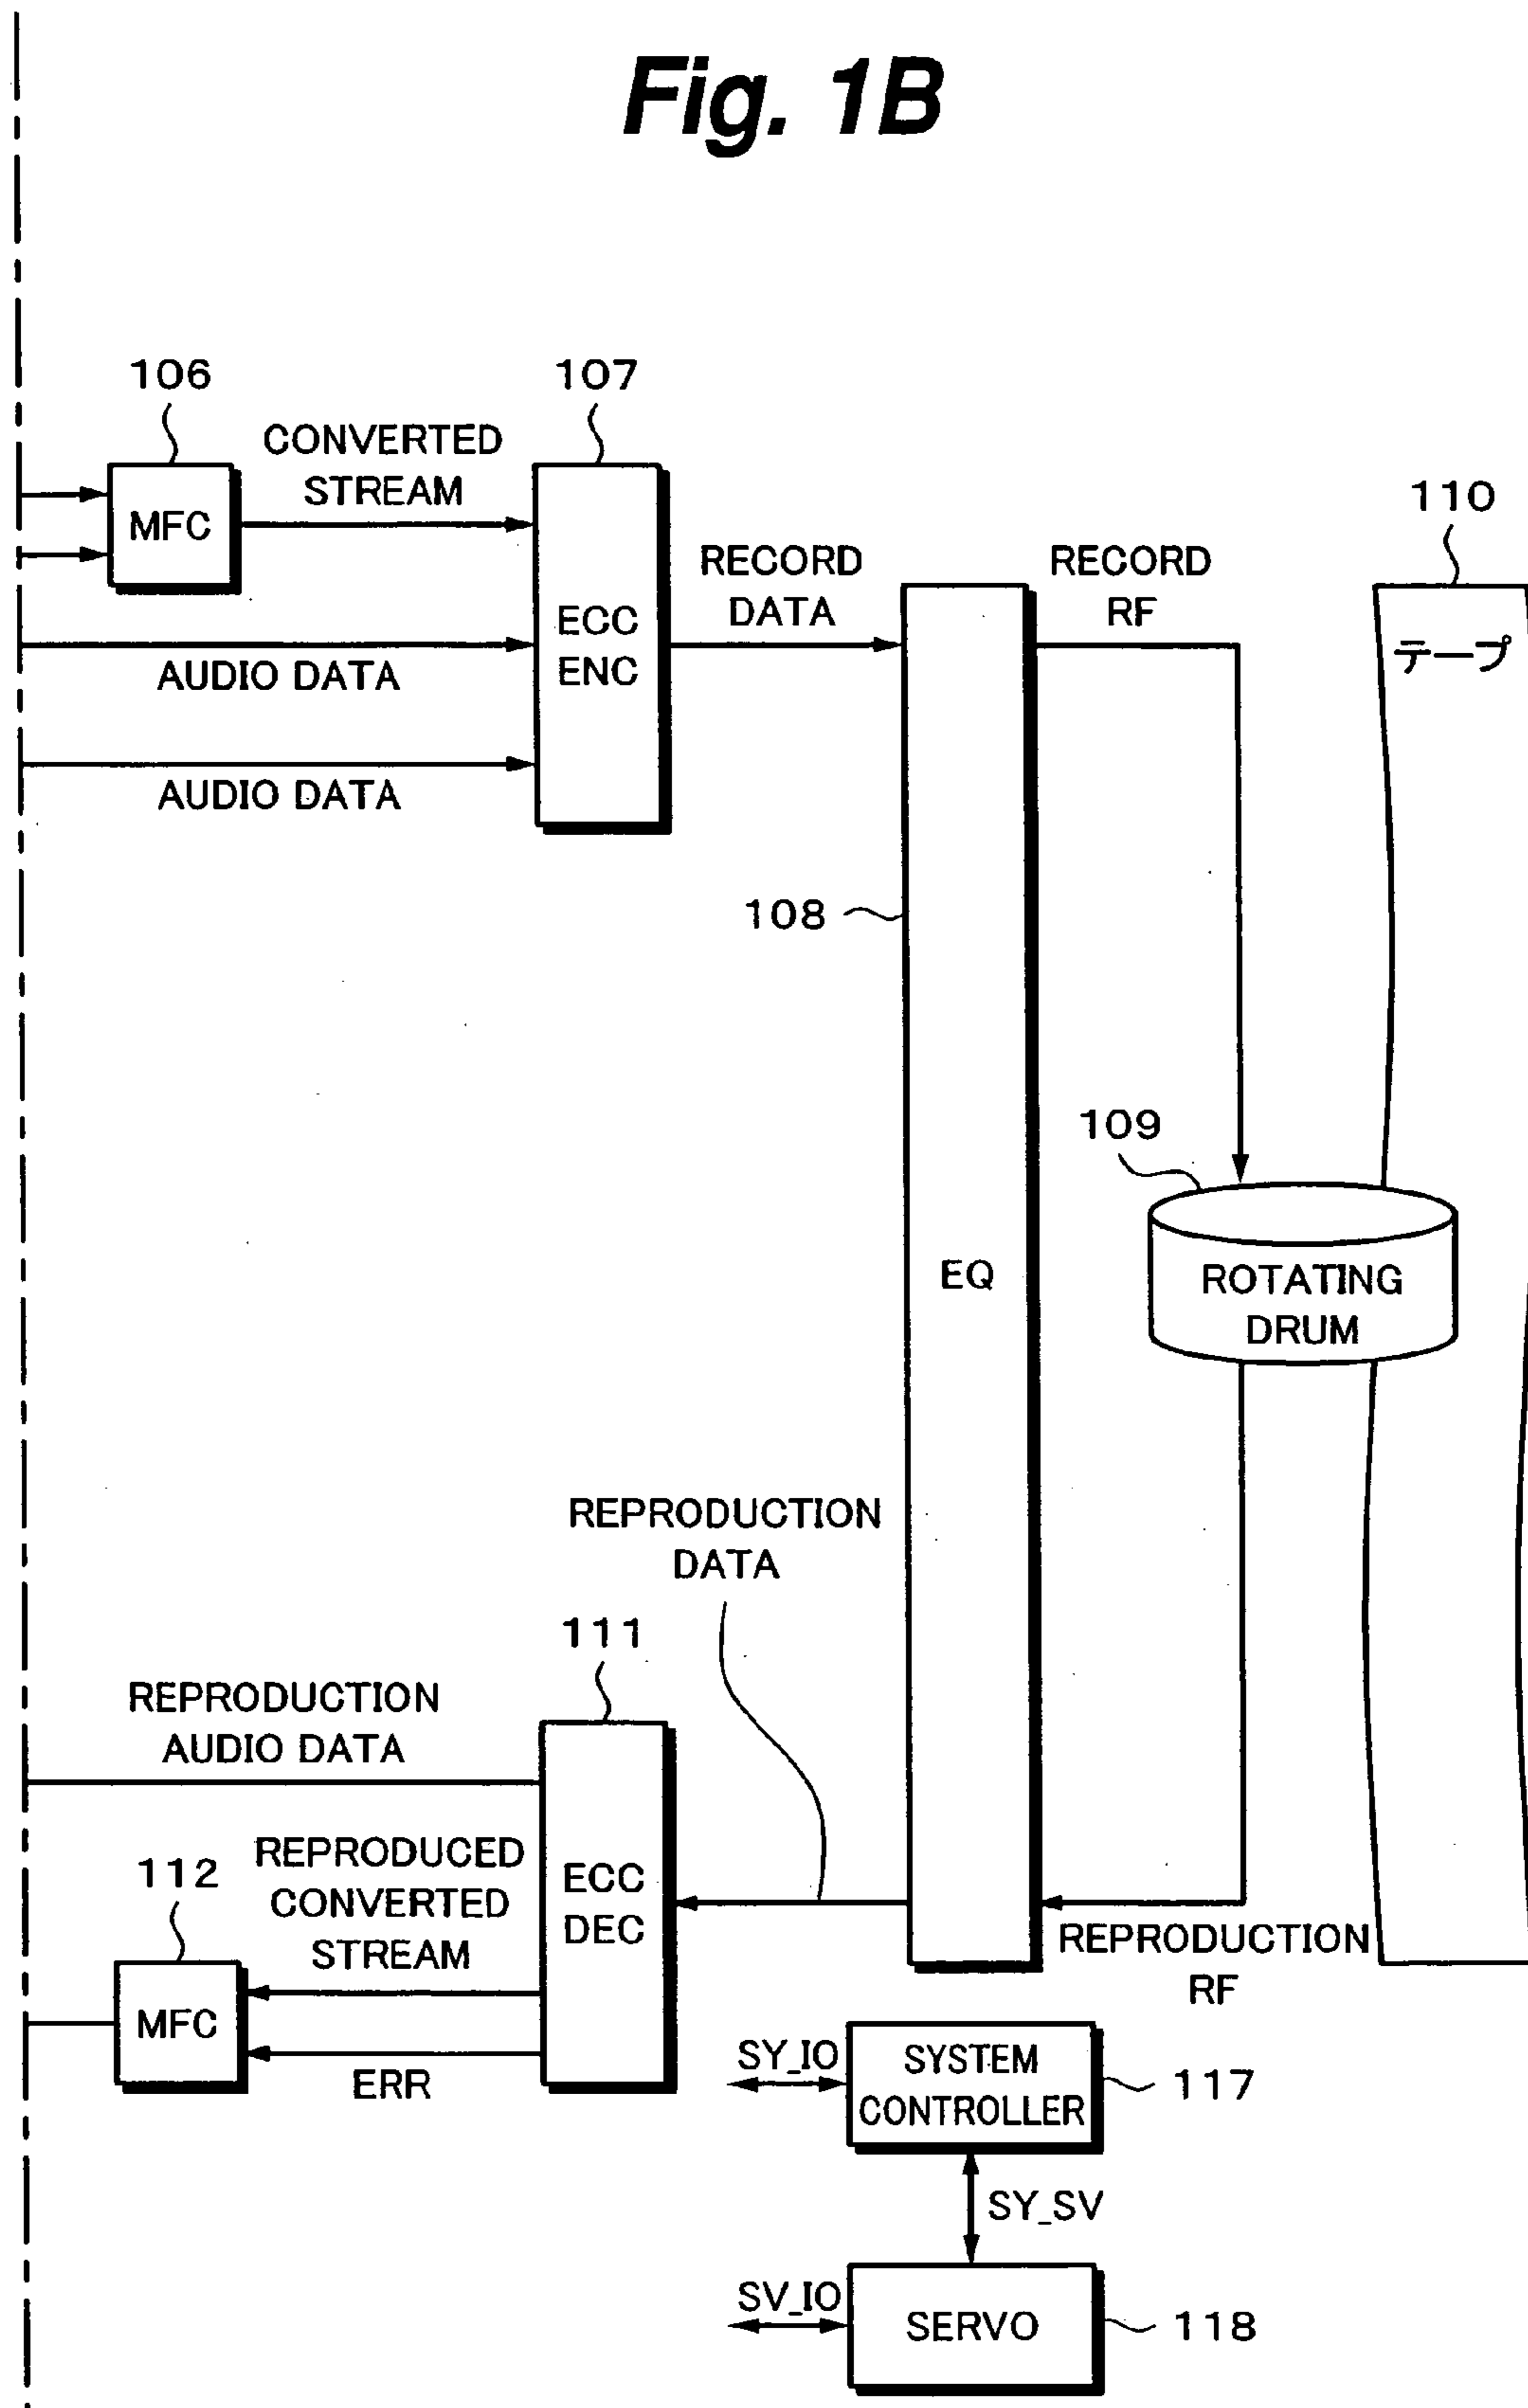 Fig. 1B
106
107
CONVERTED
STREAM
110
MFC
RECORD
DATA
RECORD
RF
ECC
ENC
テープ
AUDIO DATA
AUDIO DATA
108
109
EQ
ROTATING
DRUM
REPRODUCTION
DATA
111
REPRODUCTION
AUDIO DATA
REPRODUCED
CONVERTED
STREAM
112
ECC
DEC
REPRODUCTION
RF
MFC
ERR
SY_IO
SYSTEM
CONTROLLER
117
SY_SV
SV_IO
SERVO
118